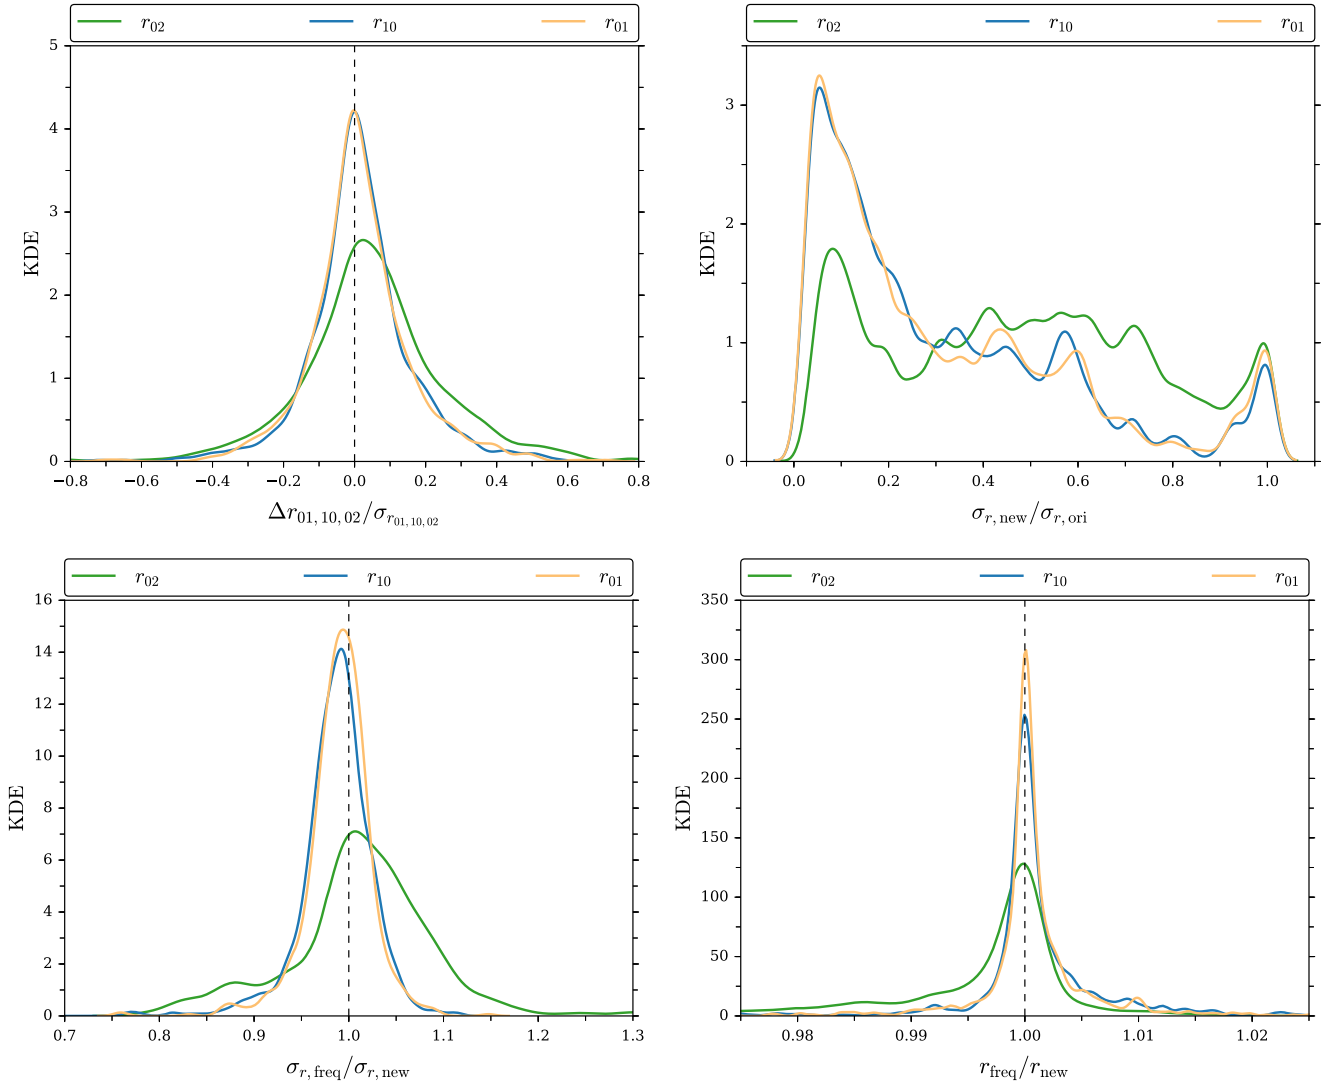 r02 r10 r01
r02 r10 r01
5
4
3
2
1
0
KDE
−0.8 −0.6 −0.4 −0.2 0.0 0.2 0.4 0.6 0.8
Δr01, 10, 02/σr01, 10, 02
3
2
1
0
KDE
0.0 0.2 0.4 0.6 0.8 1.0
σr, new/σr, ori
r02 r10 r01
r02 r10 r01
16
14
12
10
8
6
4
2
0
KDE
0.7 0.8 0.9 1.0 1.1 1.2 1.3
σr, freq/σr, new
350
300
250
200
150
100
50
0
KDE
0.98 0.99 1.00 1.01 1.02
rfreq/rnew